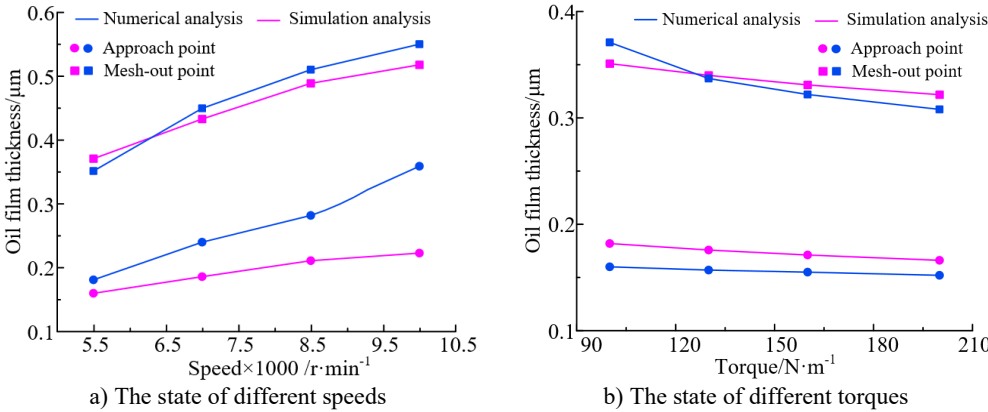 Numerical analysis Simulation analysis
Approach point
Mesh-out point
Oil film thickness/μm
0.6
0.5
0.4
0.3
0.2
0.1
5.5 6.5 7.5 8.5 9.5 10.5
Speed×1000 /r·min-1
a) The state of different speeds
Numerical analysis Simulation analysis
Approach point
Mesh-out point
Oil film thickness/μm
0.4
0.3
0.2
0.1
90 120 150 180 210
Torque/N·m-1
b) The state of different torques